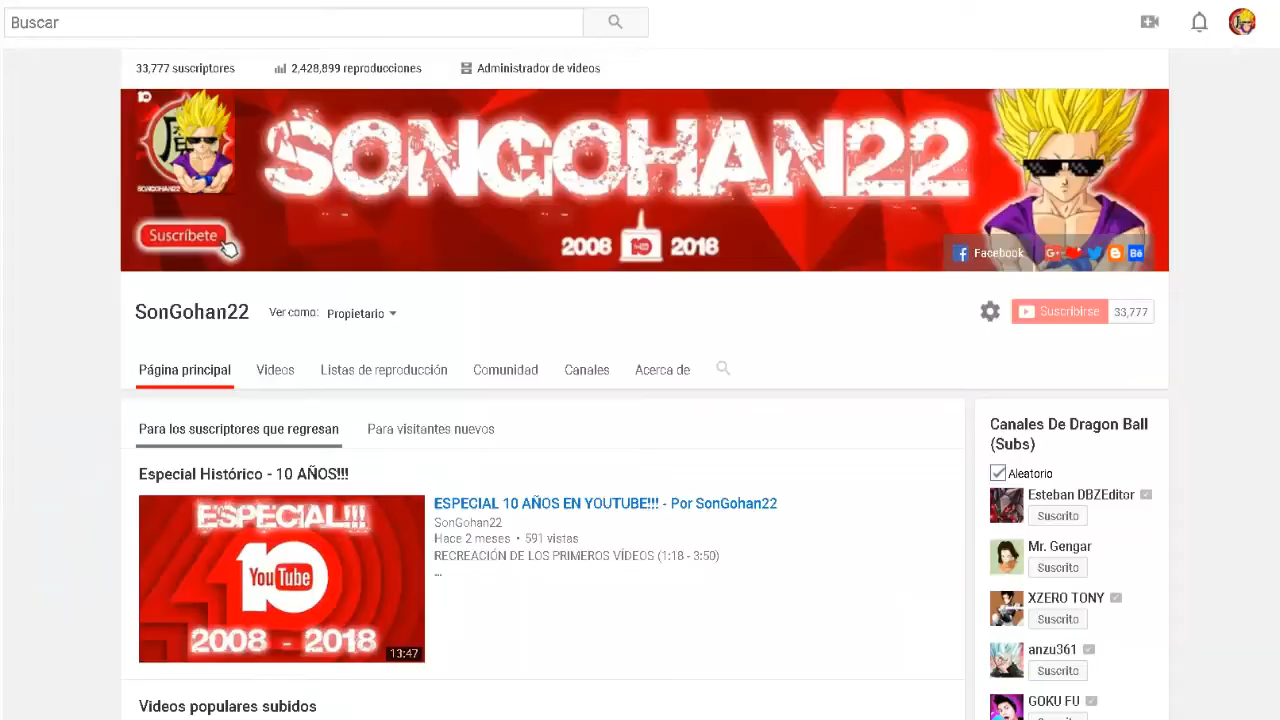 Buscar
33,777 suscriptores
2,428,899 reproducciones
Administrador de videos
10
SONGOHAN22
SONGOHAN22
Suscríbete
2008 10 2018
Facebook
G+
Bē
SonGohan22
Ver como:
Propietario
Suscribirse
33,777
Página principal
Videos
Listas de reproducción
Comunidad
Canales
Acerca de
Para los suscriptores que regresan
Para visitantes nuevos
Especial Histórico - 10 AÑOS!!!
ESPECIAL!!!
10
YouTube
2008 - 2018
13:47
ESPECIAL 10 AÑOS EN YOUTUBE!!! - Por SonGohan22
SonGohan22
Hace 2 meses • 591 vistas
RECREACIÓN DE LOS PRIMEROS VÍDEOS (1:18 - 3:50)
...
Videos populares subidos
Canales De Dragon Ball
(Subs)
Aleatorio
Esteban DBZEditor
Suscrito
Mr. Gengar
Suscrito
XZERO TONY
Suscrito
anzu361
Suscrito
GOKU FU